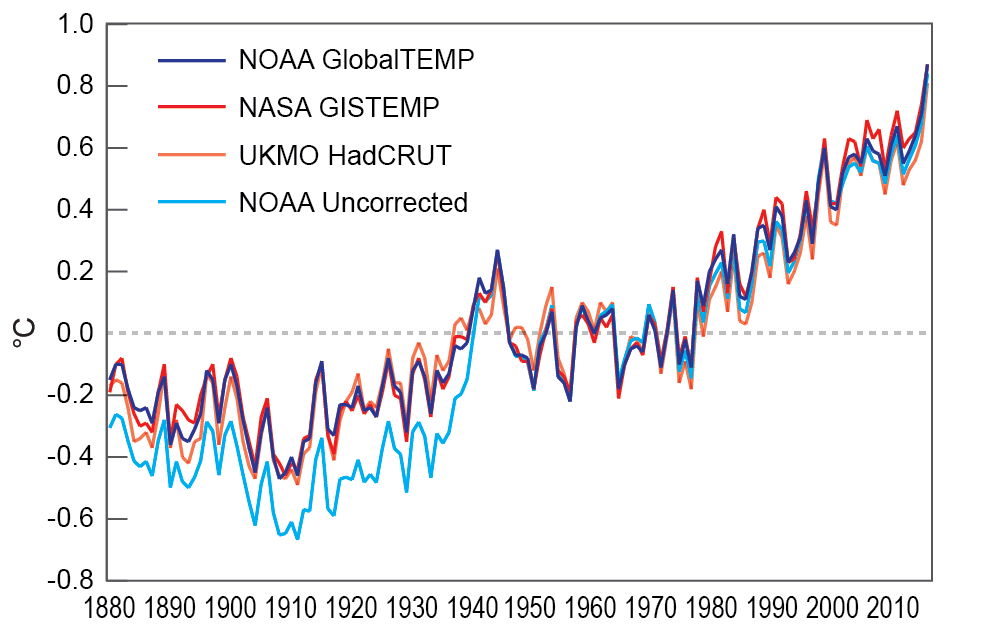 1.0
0.8
0.6
0.4
0.2
0.0
-0.2
-0.4
-0.6
-0.8
°C
NOAA GlobalTEMP
NASA GISTEMP
UKMO HadCRUT
NOAA Uncorrected
1880 1890 1900 1910 1920 1930 1940 1950 1960 1970 1980 1990 2000 2010